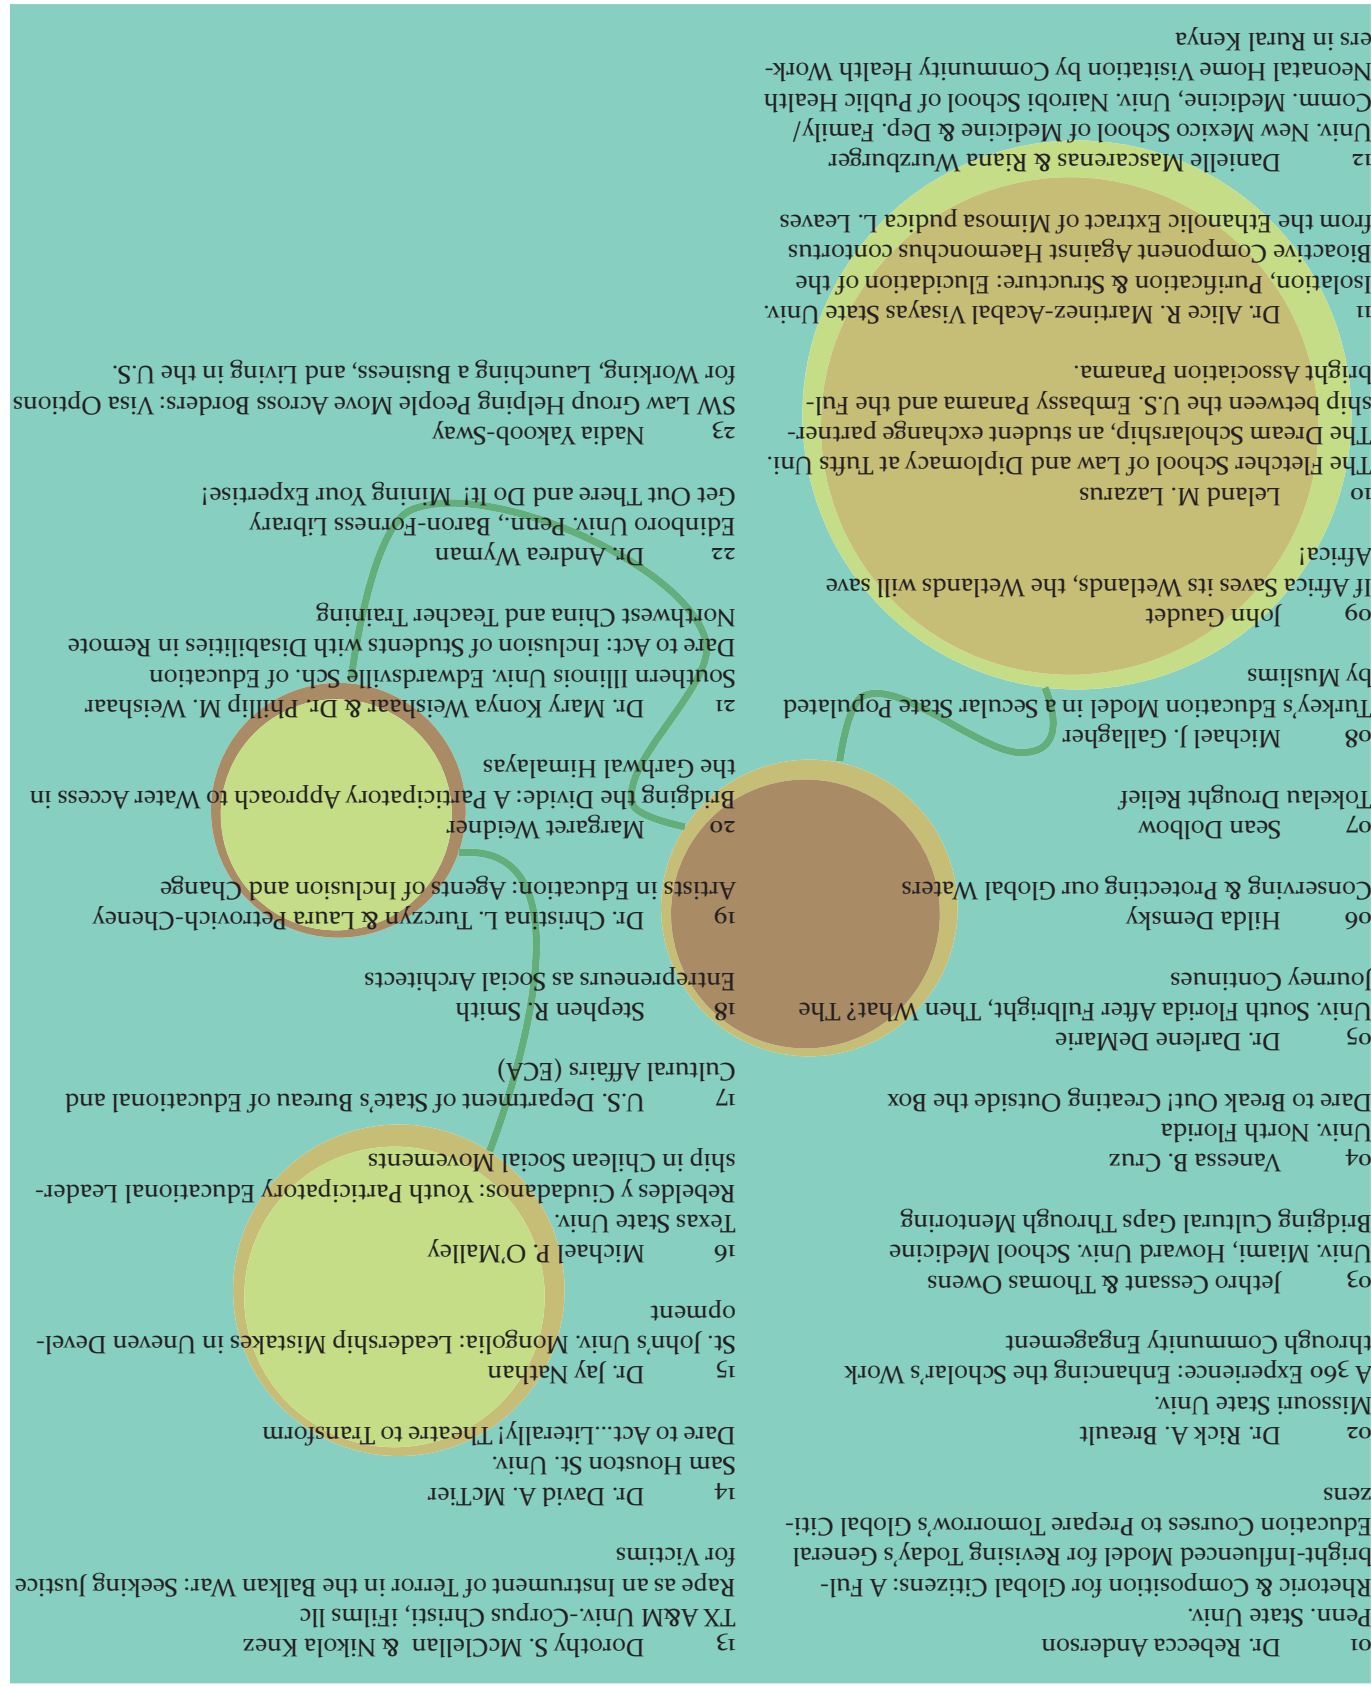 01 Dr. Rebecca Anderson
Penn. State Univ.
Rhetoric & Composition for Global Citizens: A Ful-
bright-Influenced Model for Revising Today's General
Education Courses to Prepare Tomorrow's Global Citi-
zens
02 Dr. Rick A. Breault
Missouri State Univ.
A 360 Experience: Enhancing the Scholar's Work
through Community Engagement
03 Jethro Cessant & Thomas Owens
Univ. Miami, Howard Univ. School Medicine
Bridging Cultural Gaps Through Mentoring
04 Vanessa B. Cruz
Univ. North Florida
Dare to Break Out! Creating Outside the Box
05 Dr. Darlene DeMarie
Univ. South Florida After Fulbright, Then What? The
Journey Continues
06 Hilda Demsky
Conserving & Protecting our Global Waters
07 Sean Dolbow
Tokelau Drought Relief
08 Michael J. Gallagher
Turkey's Education Model in a Secular State Populated
by Muslims
09 John Gaudet
If Africa Saves its Wetlands, the Wetlands will save
Africa!
10 Leland M. Lazarus
The Fletcher School of Law and Diplomacy at Tufts Uni.
The Dream Scholarship, an student exchange partner-
ship between the U.S. Embassy Panama and the Ful-
bright Association Panama.
11 Dr. Alice R. Martinez-Acabal Visayas State Univ.
Isolation, Purification & Structure: Elucidation of the
Bioactive Component Against Haemonchus contortus
from the Ethanolic Extract of Mimosa pudica L. Leaves
12 Danielle Mascarenas & Riana Wurzburger
Univ. New Mexico School of Medicine & Dep. Family/
Comm. Medicine, Univ. Nairobi School of Public Health
Neonatal Home Visitation by Community Health Work-
ers in Rural Kenya
13 Dorothy S. McClellan & Nikola Knez
TX A&M Univ.-Corpus Christi, iFilms llc
Rape as an Instrument of Terror in the Balkan War: Seeking Justice
for Victims
14 Dr. David A. McTier
Sam Houston St. Univ.
Dare to Act...Literally! Theatre to Transform
15 Dr. Jay Nathan
St. John's Univ. Mongolia: Leadership Mistakes in Uneven Devel-
opment
16 Michael P. O'Malley
Texas State Univ.
Rebeldes y Ciudadanos: Youth Participatory Educational Leader-
ship in Chilean Social Movements
17 U.S. Department of State's Bureau of Educational and
Cultural Affairs (ECA)
18 Stephen R. Smith
Entrepreneurs as Social Architects
19 Dr. Christina L. Turczyn & Laura Petrovich-Cheney
Artists in Education: Agents of Inclusion and Change
20 Margaret Weidner
Bridging the Divide: A Participatory Approach to Water Access in
the Garhwal Himalayas
21 Dr. Mary Konya Weishaar & Dr. Phillip M. Weishaar
Southern Illinois Univ. Edwardsville Sch. of Education
Dare to Act: Inclusion of Students with Disabilities in Remote
Northwest China and Teacher Training
22 Dr. Andrea Wyman
Edinboro Univ. Penn., Baron-Forness Library
Get Out There and Do It! Mining Your Expertise!
23 Nadia Yakoob-Sway
SW Law Group Helping People Move Across Borders: Visa Options
for Working, Launching a Business, and Living in the U.S.